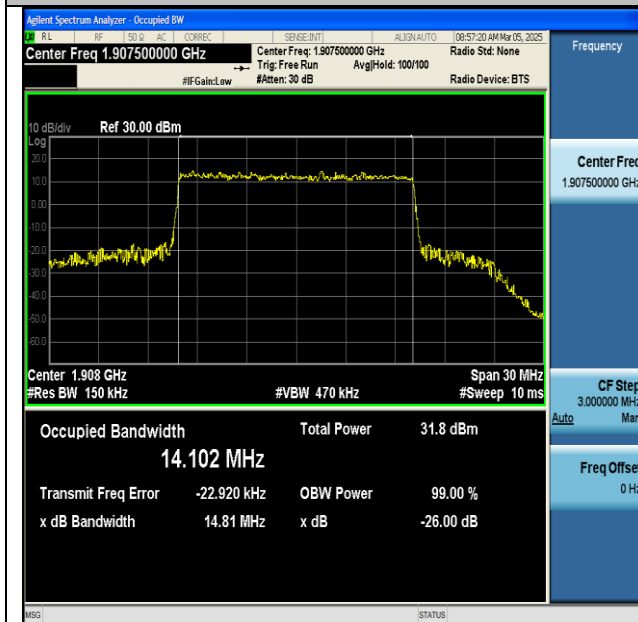 Agilent Spectrum Analyzer - Occupied BW
RL RF 50 Ω AC CORREC SENSE:INT ALIGN AUTO 08:57:20 AM Mar 05, 2025
Center Freq 1.907500000 GHz Center Freq: 1.907500000 GHz Radio Std: None Frequency
Trig: Free Run Avg|Hold: 100/100
#IFGain:Low #Atten: 30 dB Radio Device: BTS
10 dB/div Ref 30.00 dBm
Log
20.0
10.0
0.00
-10.0
-20.0
-30.0
-40.0
-50.0
-60.0
Center Freq
1.907500000 GHz
Center 1.908 GHz Span 30 MHz
#Res BW 150 kHz #VBW 470 kHz #Sweep 10 ms
CF Step
3.000000 MHz
Auto Man
Occupied Bandwidth Total Power 31.8 dBm
14.102 MHz
Freq Offset
0 Hz
Transmit Freq Error -22.920 kHz OBW Power 99.00 %
x dB Bandwidth 14.81 MHz x dB -26.00 dB
MSG STATUS